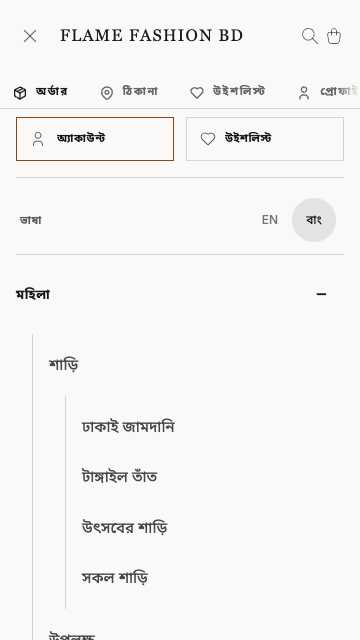 FLAME FASHION BD
অর্ডার ঠিকানা উইশলিস্ট
অ্যাকাউন্ট উইশলিস্ট
ভাষা EN বাং
মহিলা
শাড়ি
ঢাকাই জামদানি
টাঙ্গাইল তাঁত
উৎসবের শাড়ি
সকল শাড়ি